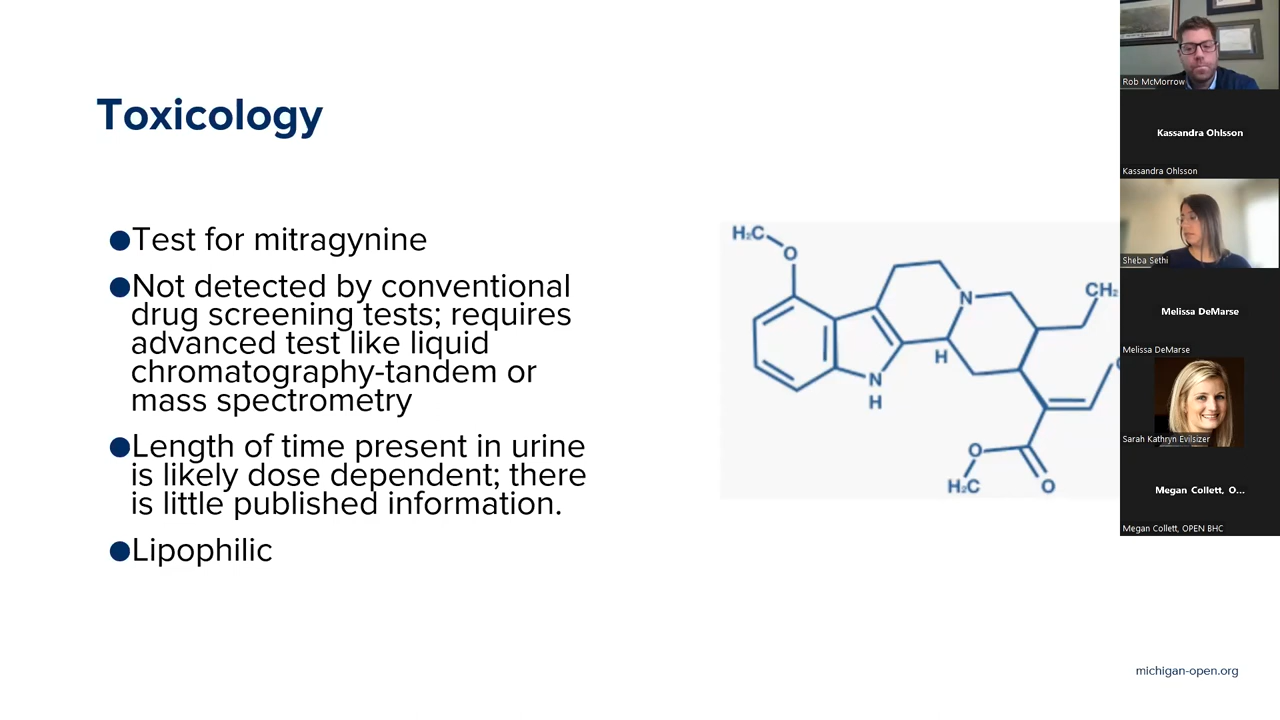 Toxicology
●Test for mitragynine
●Not detected by conventional
drug screening tests; requires
advanced test like liquid
chromatography-tandem or
mass spectrometry
●Length of time present in urine
is likely dose dependent; there
is little published information.
●Lipophilic
H₂C
O
N
H
N
H
CH₂
O
H₂C
O
Rob McMorrow
Kassandra Ohlsson
Kassandra Ohlsson
Sheba Sethi
Melissa DeMarse
Melissa DeMarse
Sarah Kathryn Evilsizer
Megan Collett, O...
Megan Collett, OPEN BHC
michigan-open.org